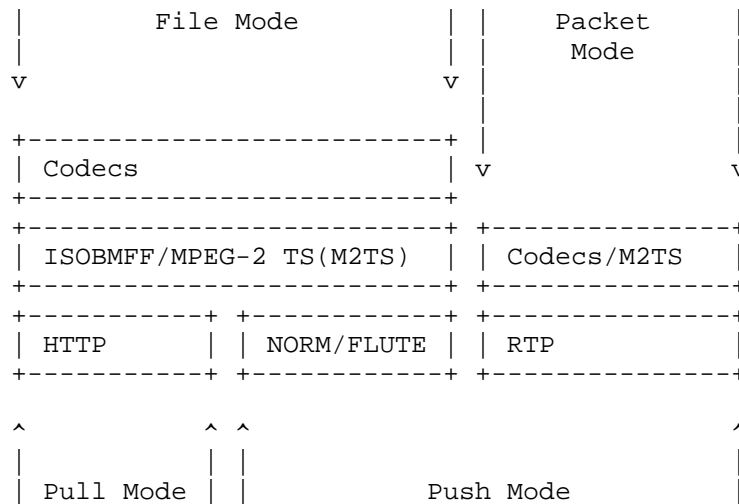 File Mode Packet
Mode
Codecs
ISOBMFF/MPEG-2 TS(M2TS) Codecs/M2TS
HTTP NORM/FLUTE RTP
Pull Mode Push Mode